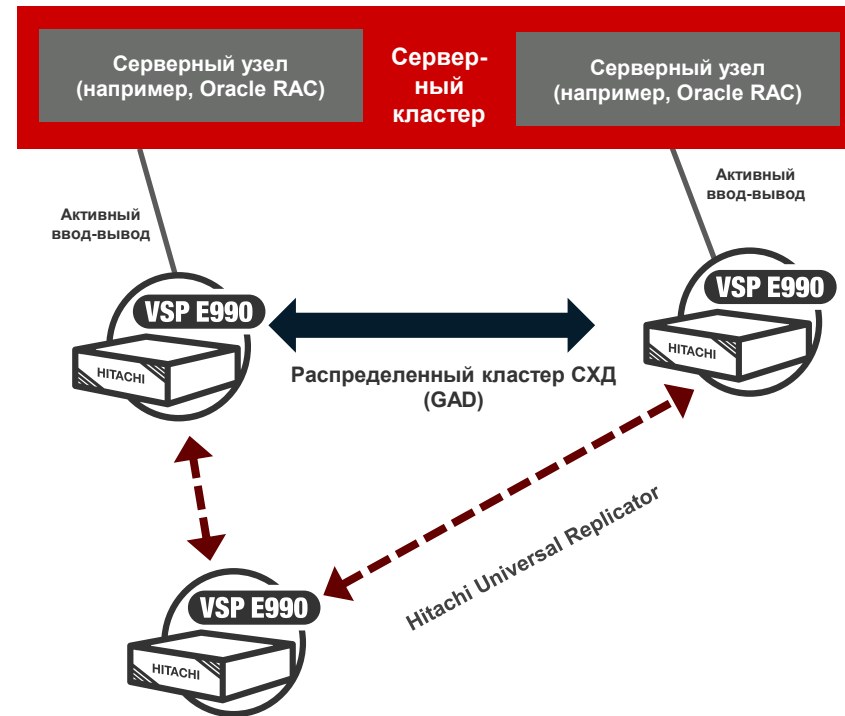 Серверный узел
(например, Oracle RAC)
Сервер-
ный
кластер
Серверный узел
(например, Oracle RAC)
Активный
ввод-вывод
Активный
ввод-вывод
VSP E990
HITACHI
VSP E990
HITACHI
Распределенный кластер СХД
(GAD)
Hitachi Universal Replicator
VSP E990
HITACHI